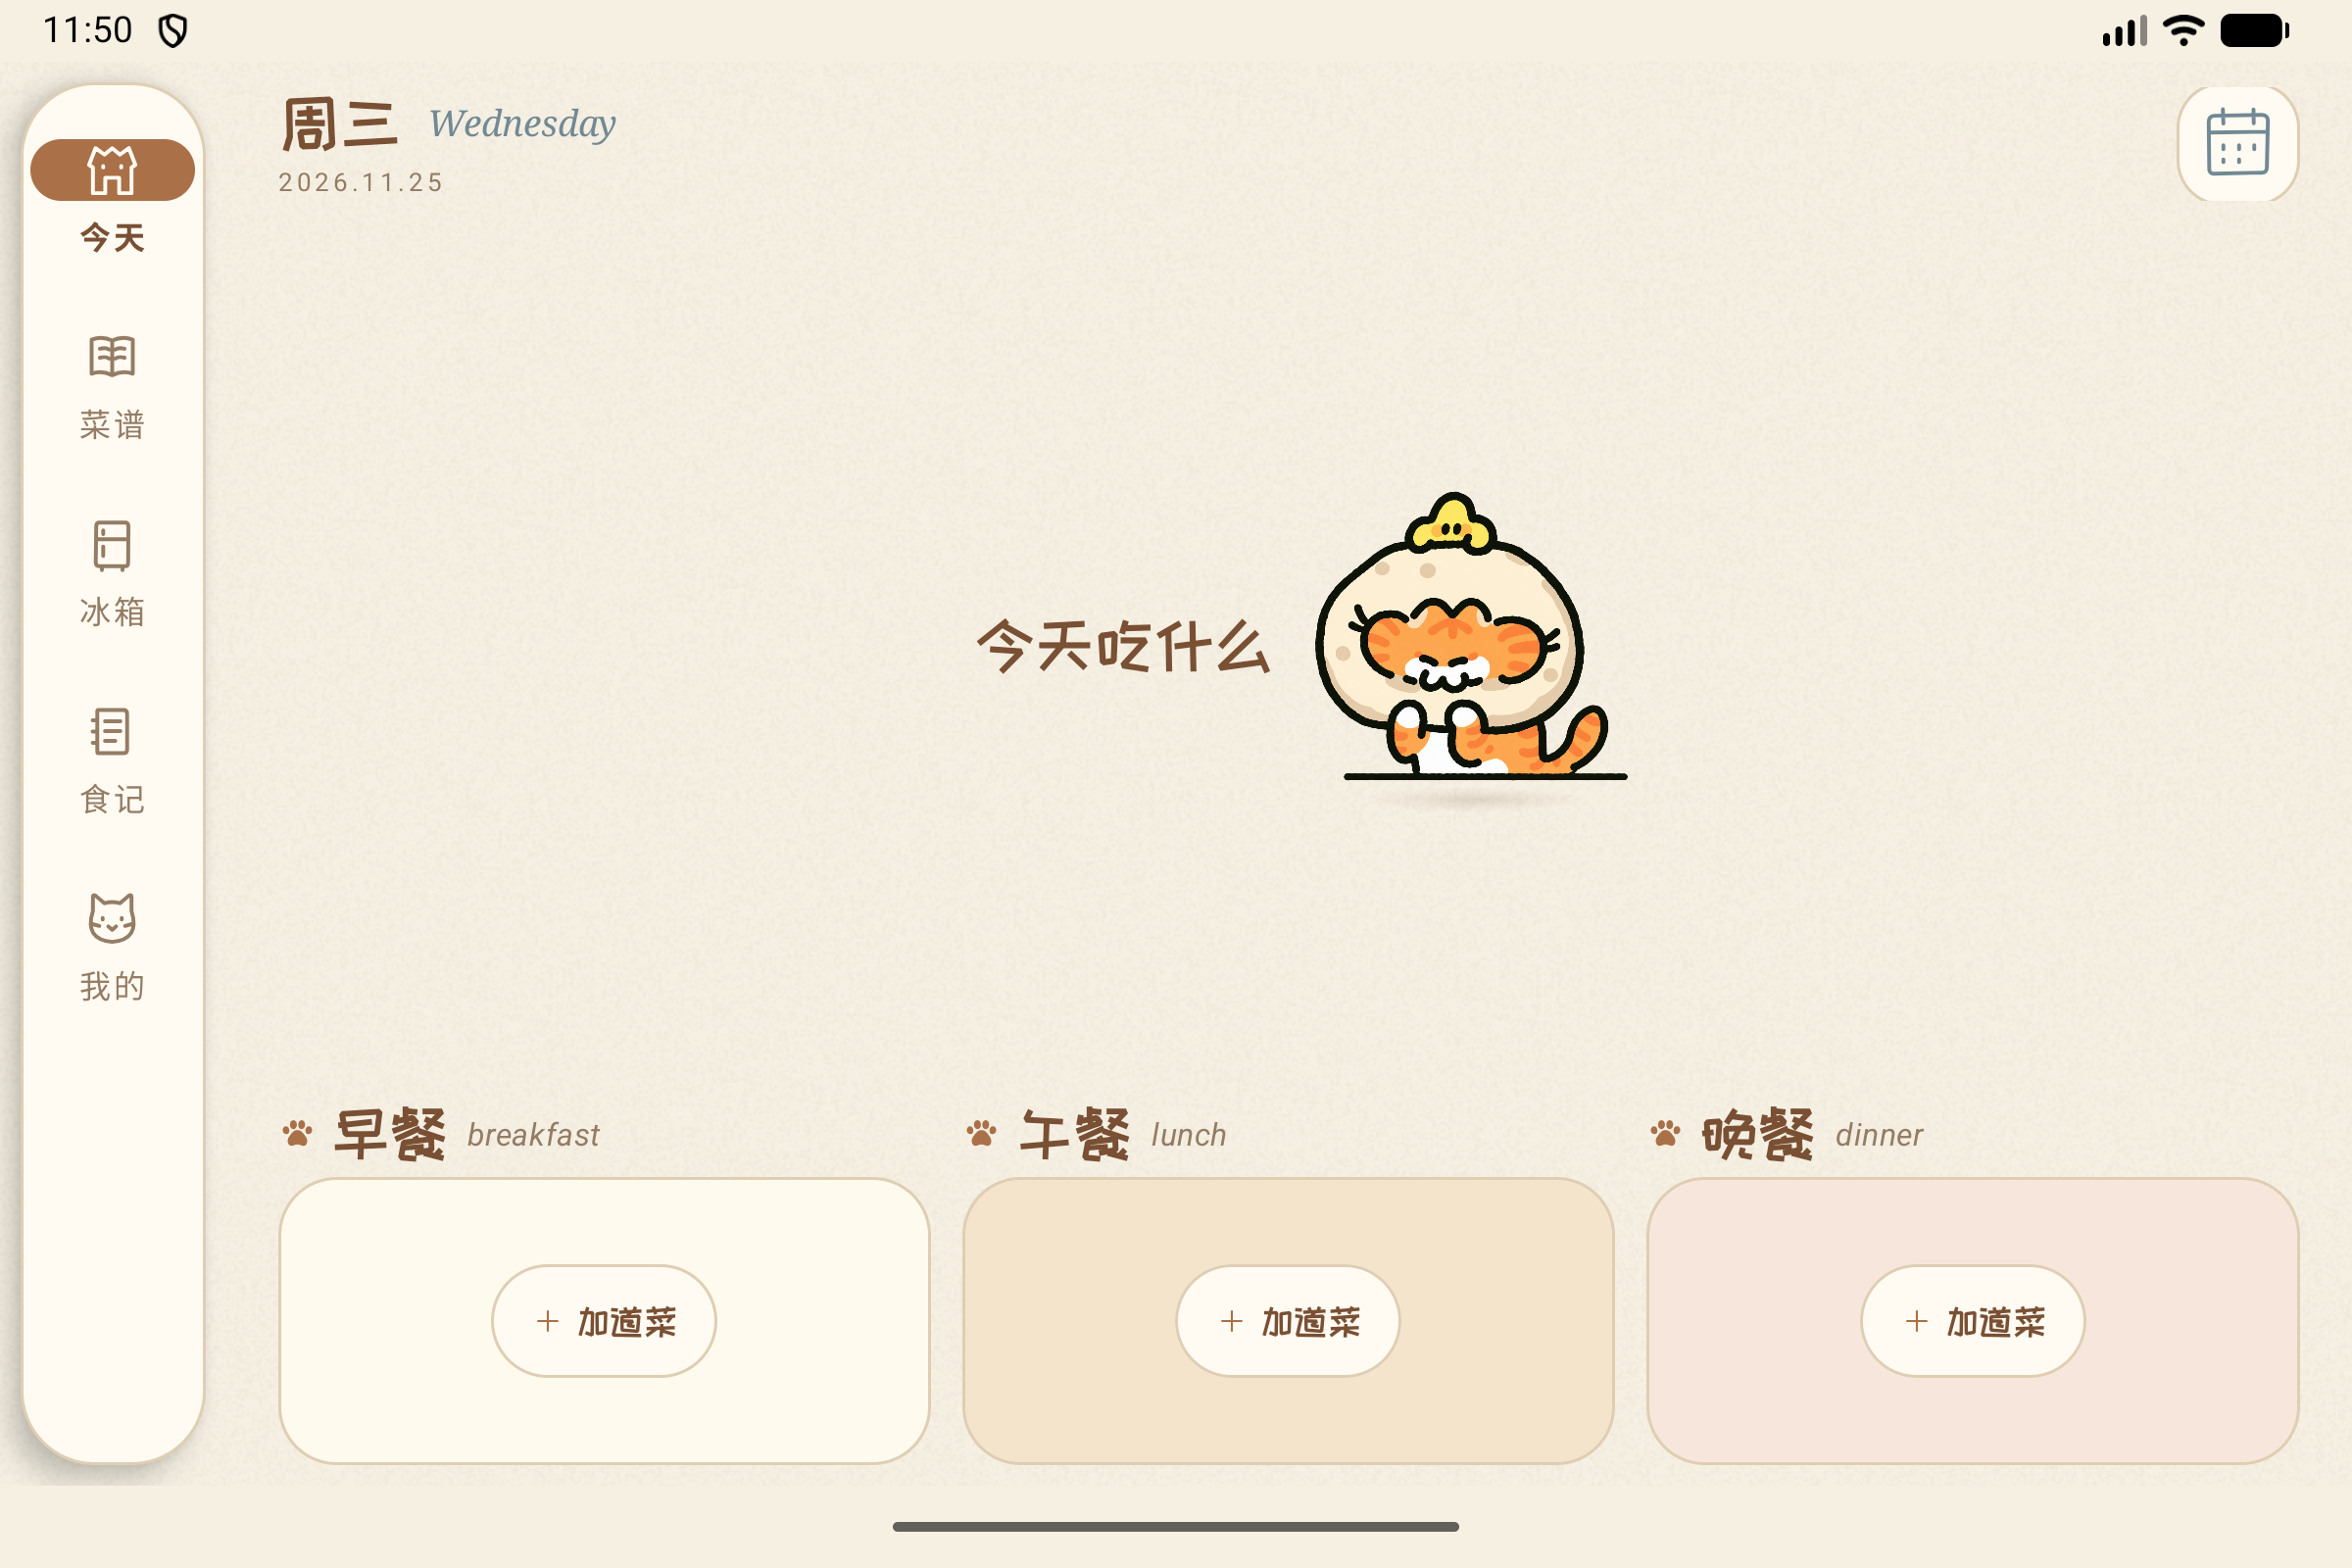 11:50
周三 Wednesday
2026.11.25
今天
菜谱
冰箱
食记
我的
今天吃什么
早餐 breakfast
+ 加道菜
午餐 lunch
+ 加道菜
晚餐 dinner
+ 加道菜